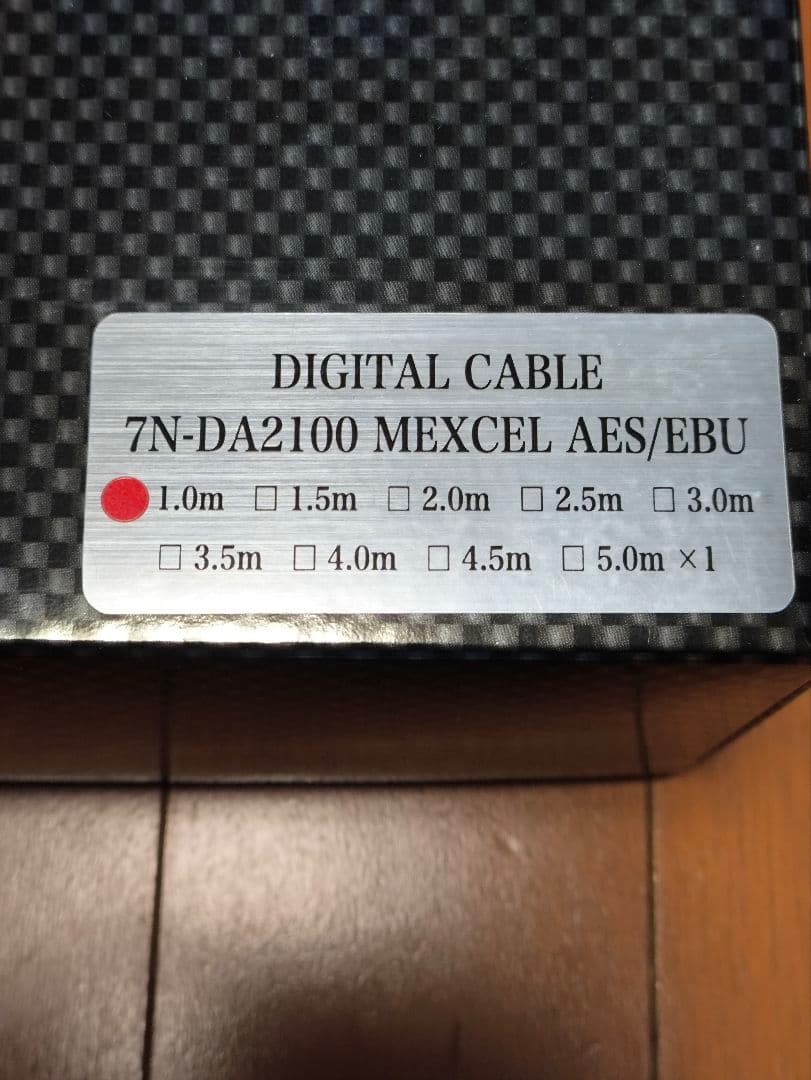 DIGITAL CABLE
7N-DA2100 MEXCEL AES/EBU
1.0m □ 1.5m □ 2.0m □ 2.5m □ 3.0m
□ 3.5m □ 4.0m □ 4.5m □ 5.0m ×1